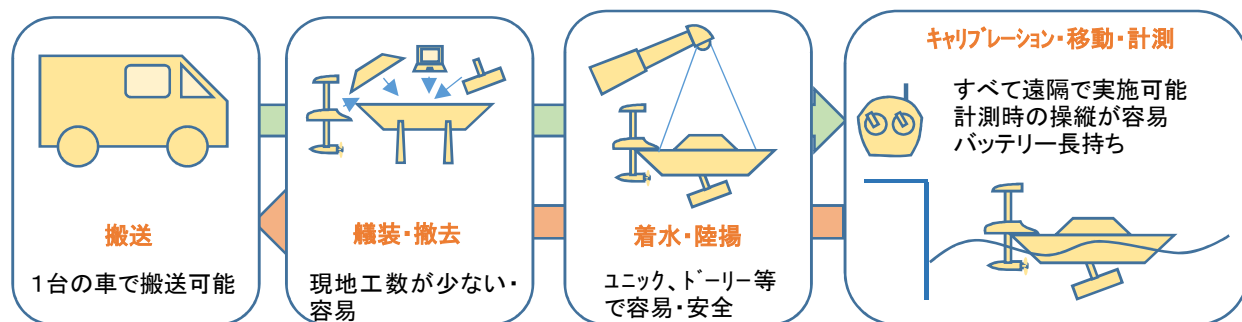 搬送
1台の車で搬送可能
艤装・撤去
現地工数が少ない・
容易
着水・陸揚
ﾕﾆｯｸ、ﾄﾞｰﾘｰ等
で容易・安全
ｷｬﾘﾌﾞﾚｰｼｮﾝ・移動・計測
すべて遠隔で実施可能
計測時の操縦が容易
バッテリー長持ち